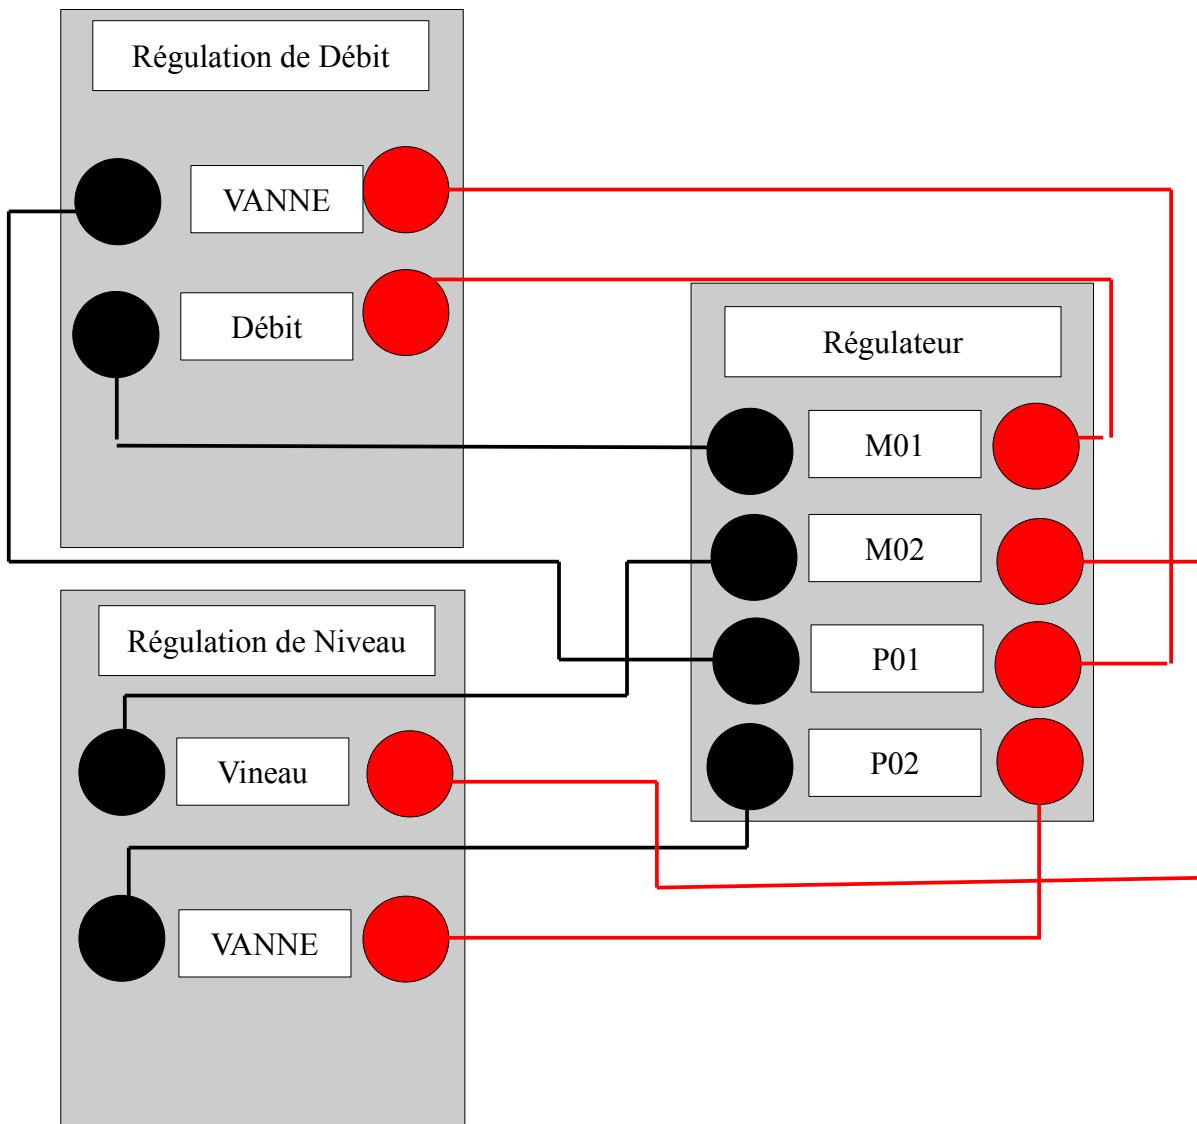 Régulation de Débit
VANNE
Débit
Régulateur
M01
M02
P01
P02
Régulation de Niveau
Vineau
VANNE